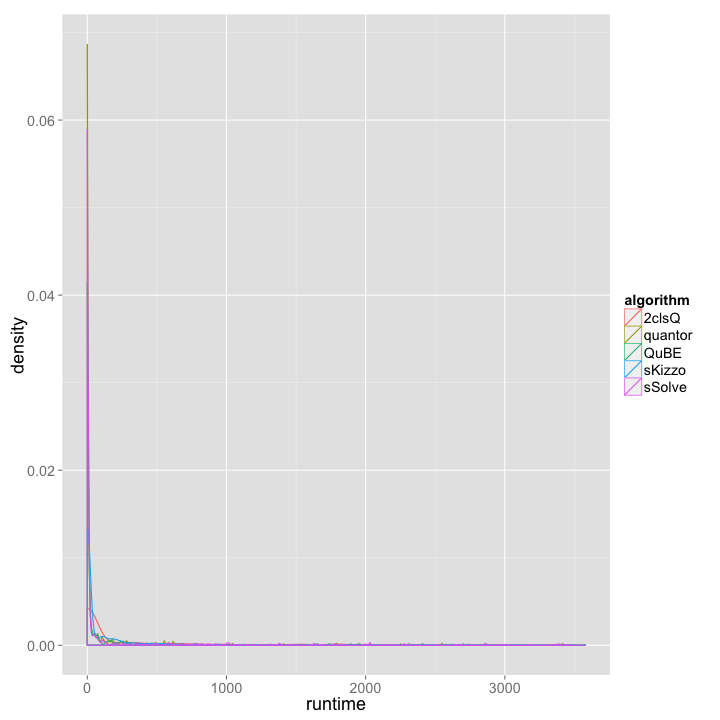 0.06
0.04
0.02
0.00
density
0
1000
2000
3000
runtime
algorithm
2clsQ
quantor
QuBE
sKizzo
sSolve